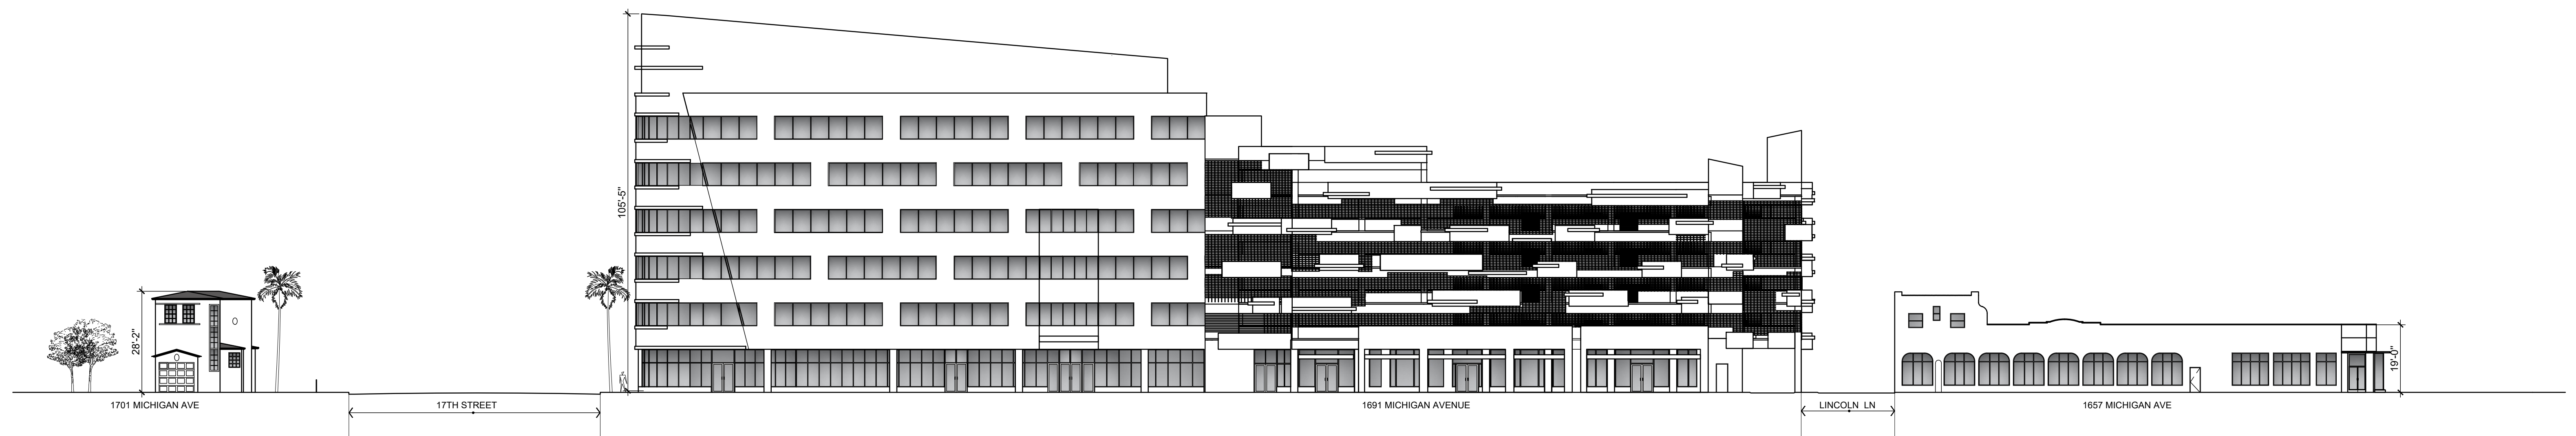 28'-2"
105'-5"
19'-0"
1701 MICHIGAN AVE
17TH STREET
1691 MICHIGAN AVENUE
LINCOLN LN
1657 MICHIGAN AVE